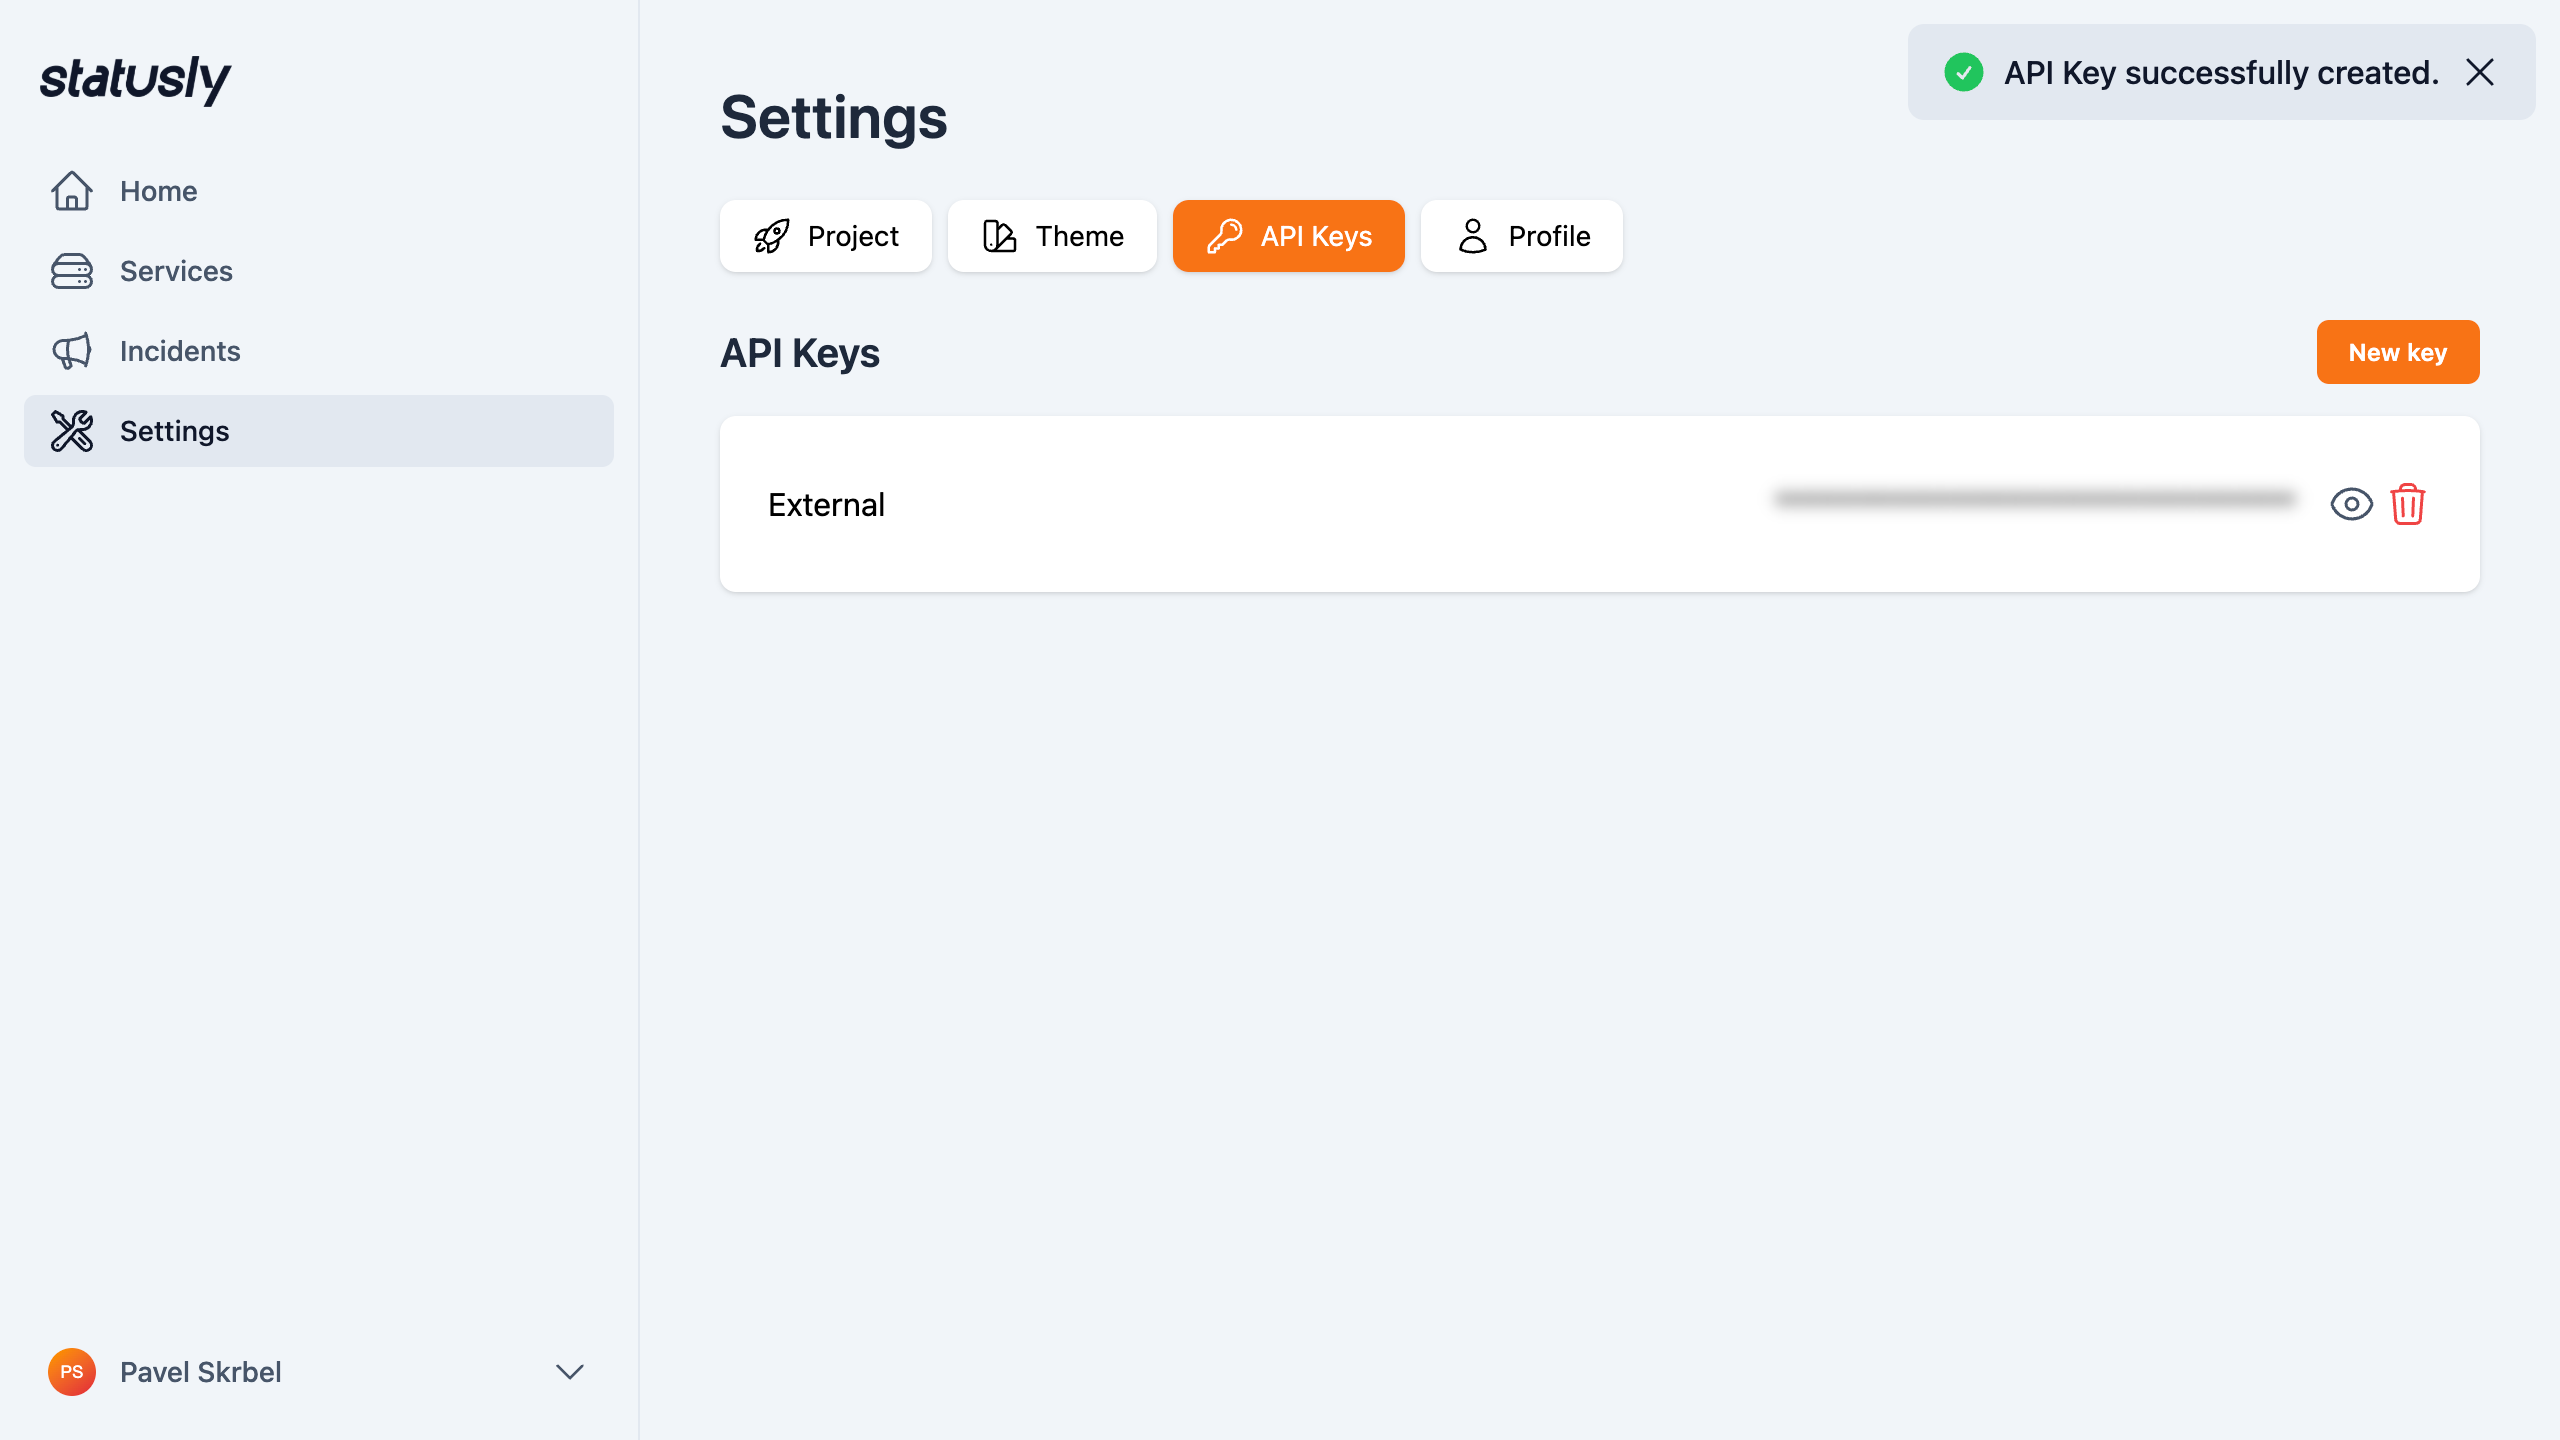 statusly
Home
Services
Incidents
Settings
PS
Pavel Skrbel
Settings
Project
Theme
API Keys
Profile
API Keys
New key
External
API Key successfully created.